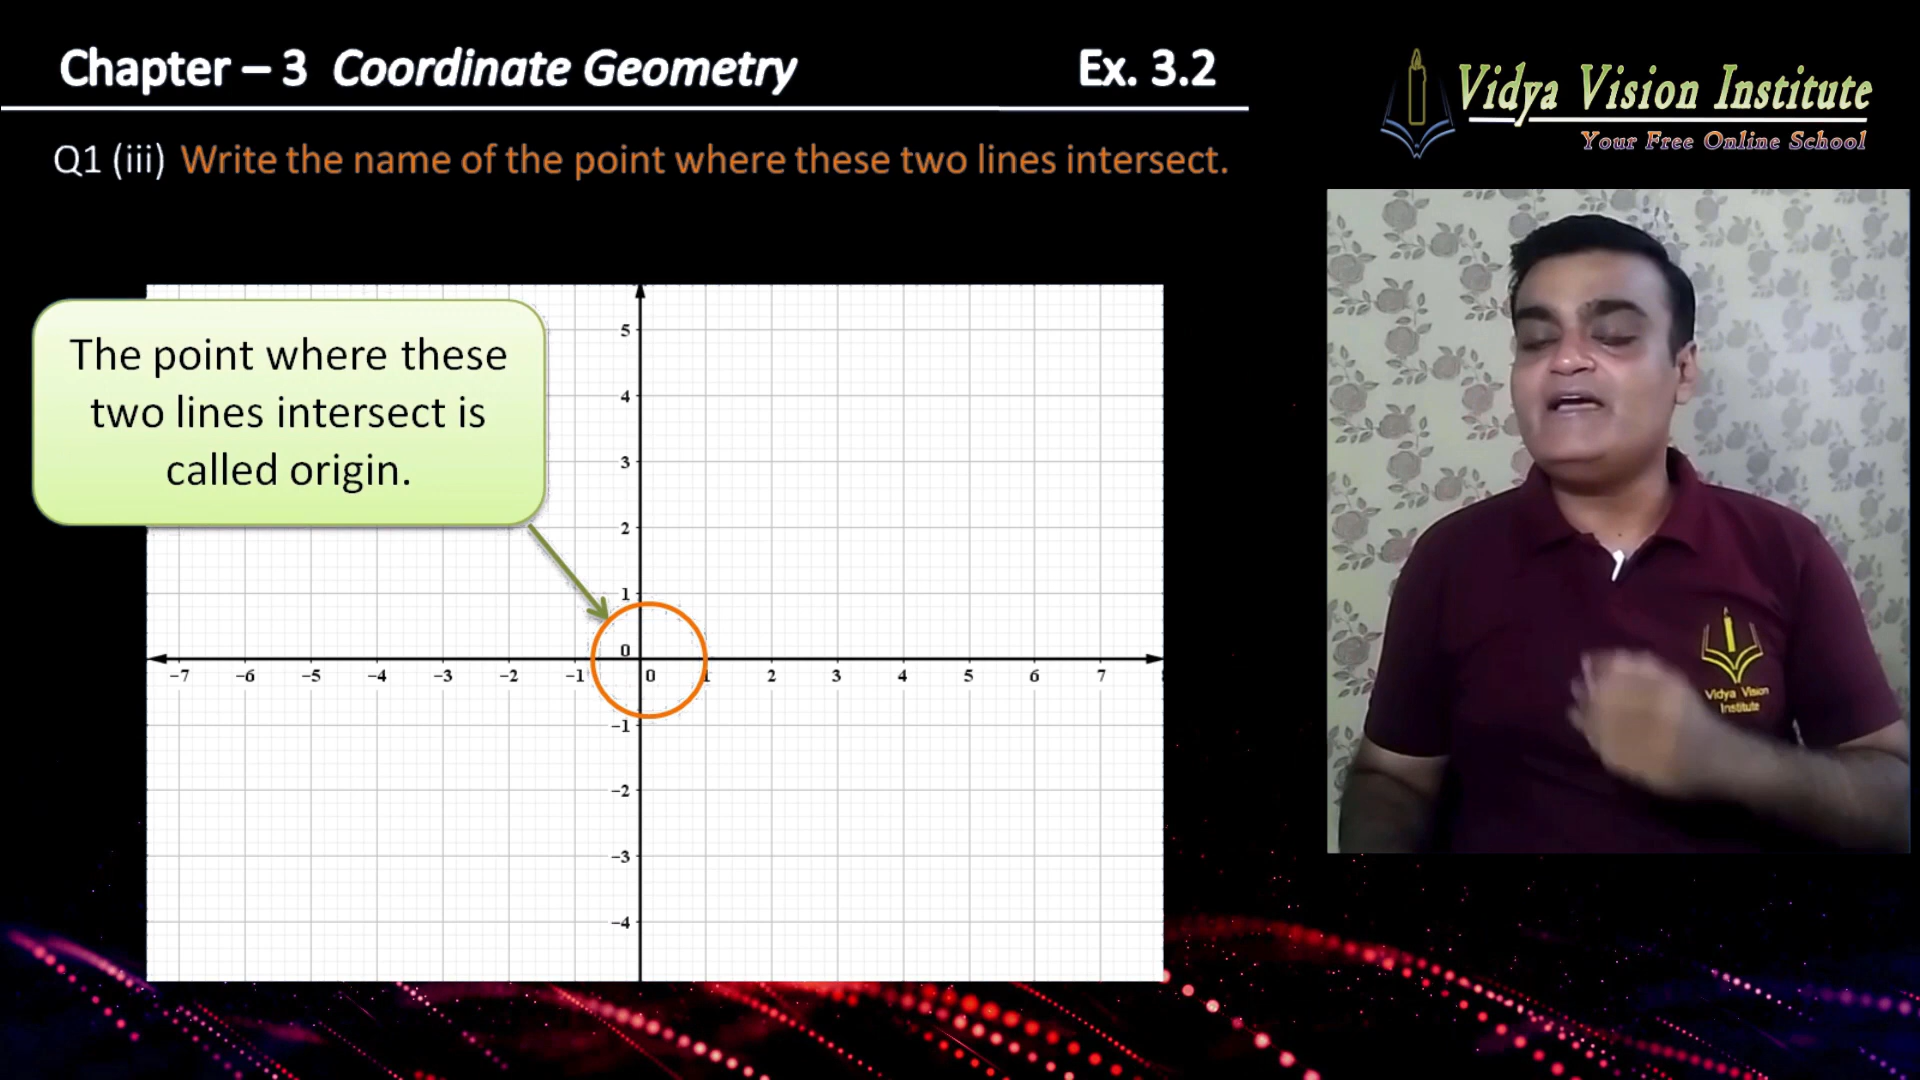 Chapter – 3 Coordinate Geometry Ex. 3.2
Vidya Vision Institute
Your Free Online School
Q1 (iii) Write the name of the point where these two lines intersect.
The point where these
two lines intersect is
called origin.
5
4
3
2
1
0
–7 –6 –5 –4 –3 –2 –1 0 1 2 3 4 5 6 7
–1
–2
–3
–4
Vidya Vision
Institute